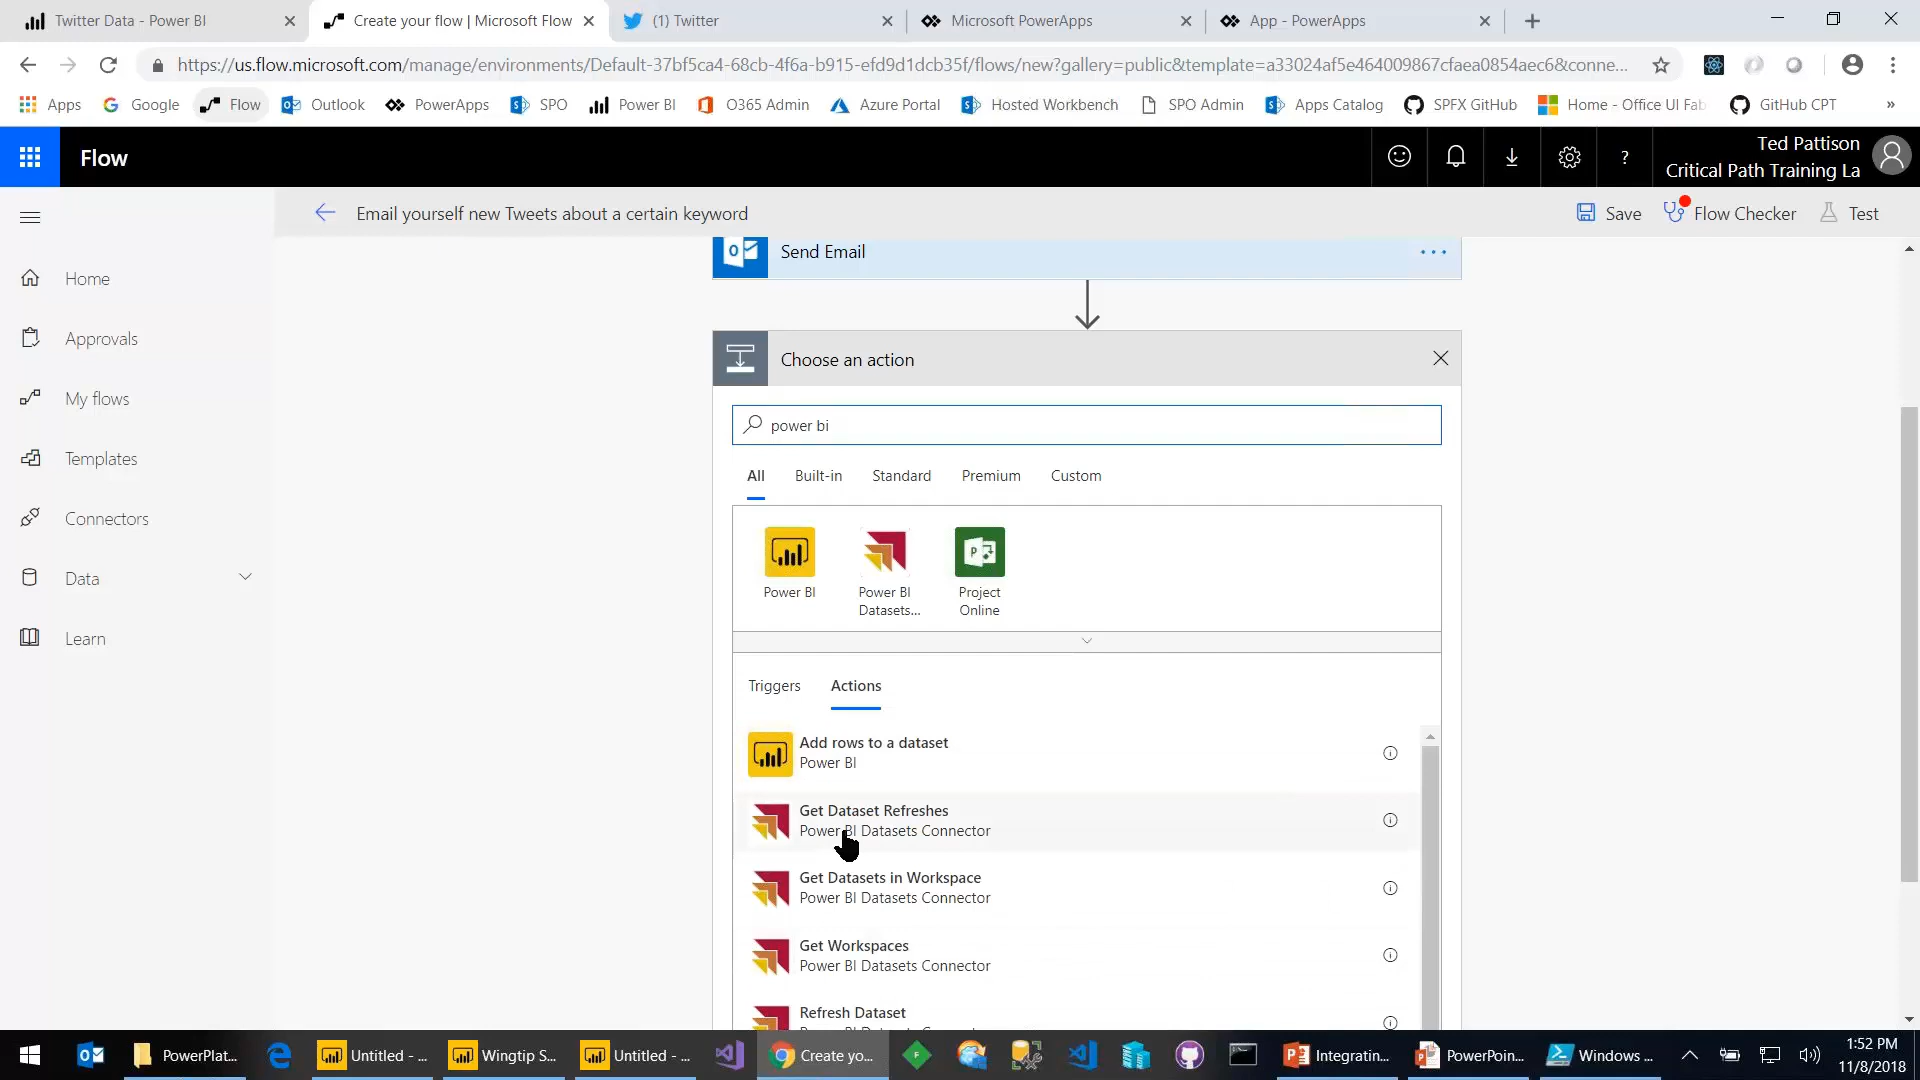 Twitter Data - Power BI
Create your flow | Microsoft Flow
(1) Twitter
Microsoft PowerApps
App - PowerApps
https://us.flow.microsoft.com/manage/environments/Default-37bf5ca4-68cb-4f6a-b915-efd9d1dcb35f/flows/new?gallery=public&template=a33024af5e464009867cfaea0854aec6&conne...
Apps
Google
Flow
Outlook
PowerApps
SPO
Power BI
O365 Admin
Azure Portal
Hosted Workbench
SPO Admin
Apps Catalog
SPFX GitHub
Home - Office UI Fab
GitHub CPT
»
Flow
?
Ted Pattison
Critical Path Training La
Email yourself new Tweets about a certain keyword
Save
Flow Checker
Test
Home
Approvals
My flows
Templates
Connectors
Data
Learn
Send Email
Choose an action
power bi
All
Built-in
Standard
Premium
Custom
Power BI
Power BI
Datasets...
Project
Online
Triggers
Actions
Add rows to a dataset
Power BI
Get Dataset Refreshes
Power BI Datasets Connector
Get Datasets in Workspace
Power BI Datasets Connector
Get Workspaces
Power BI Datasets Connector
Refresh Dataset
PowerPlat...
Untitled - ...
Wingtip S...
Untitled - ...
Create yo...
Integratin...
PowerPoin...
Windows ...
1:52 PM
11/8/2018